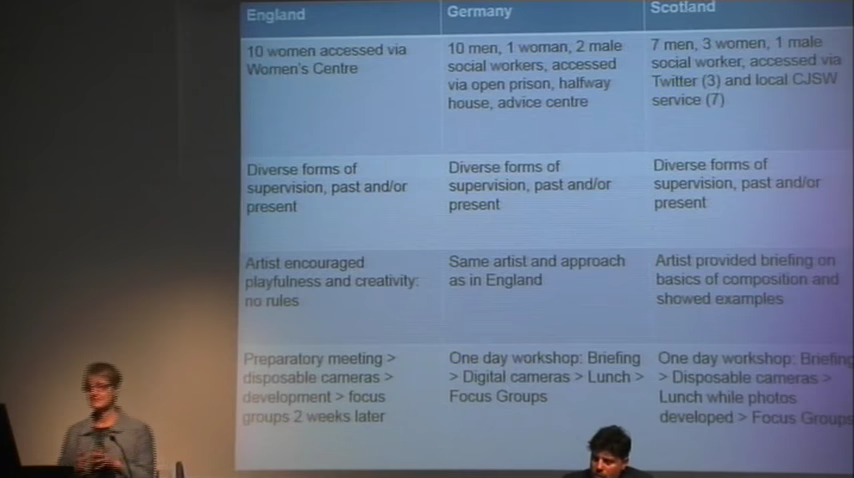 England
Germany
Scotland
10 women accessed via
Women's Centre
10 men, 1 woman, 2 male
social workers, accessed
via open prison, halfway
house, advice centre
7 men, 3 women, 1 male
social worker, accessed via
Twitter (3) and local CJSW
service (7)
Diverse forms of
supervision, past and/or
present
Diverse forms of
supervision, past and/or
present
Diverse forms of
supervision, past and/or
present
Artist encouraged
playfulness and creativity:
no rules
Same artist and approach
as in England
Artist provided briefing on
basics of composition and
showed examples
Preparatory meeting >
disposable cameras >
development > focus
groups 2 weeks later
One day workshop: Briefing
> Digital cameras > Lunch >
Focus Groups
One day workshop: Briefing
> Disposable cameras >
Lunch while photos
developed > Focus Groups